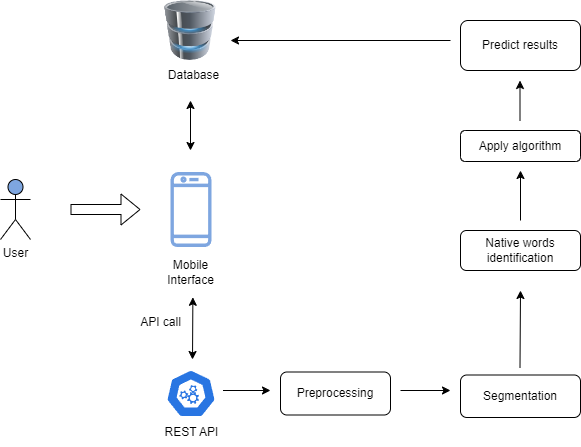 Predict results
Database
Apply algorithm
User
Native words
identification
Mobile
Interface
API call
Preprocessing
Segmentation
REST API